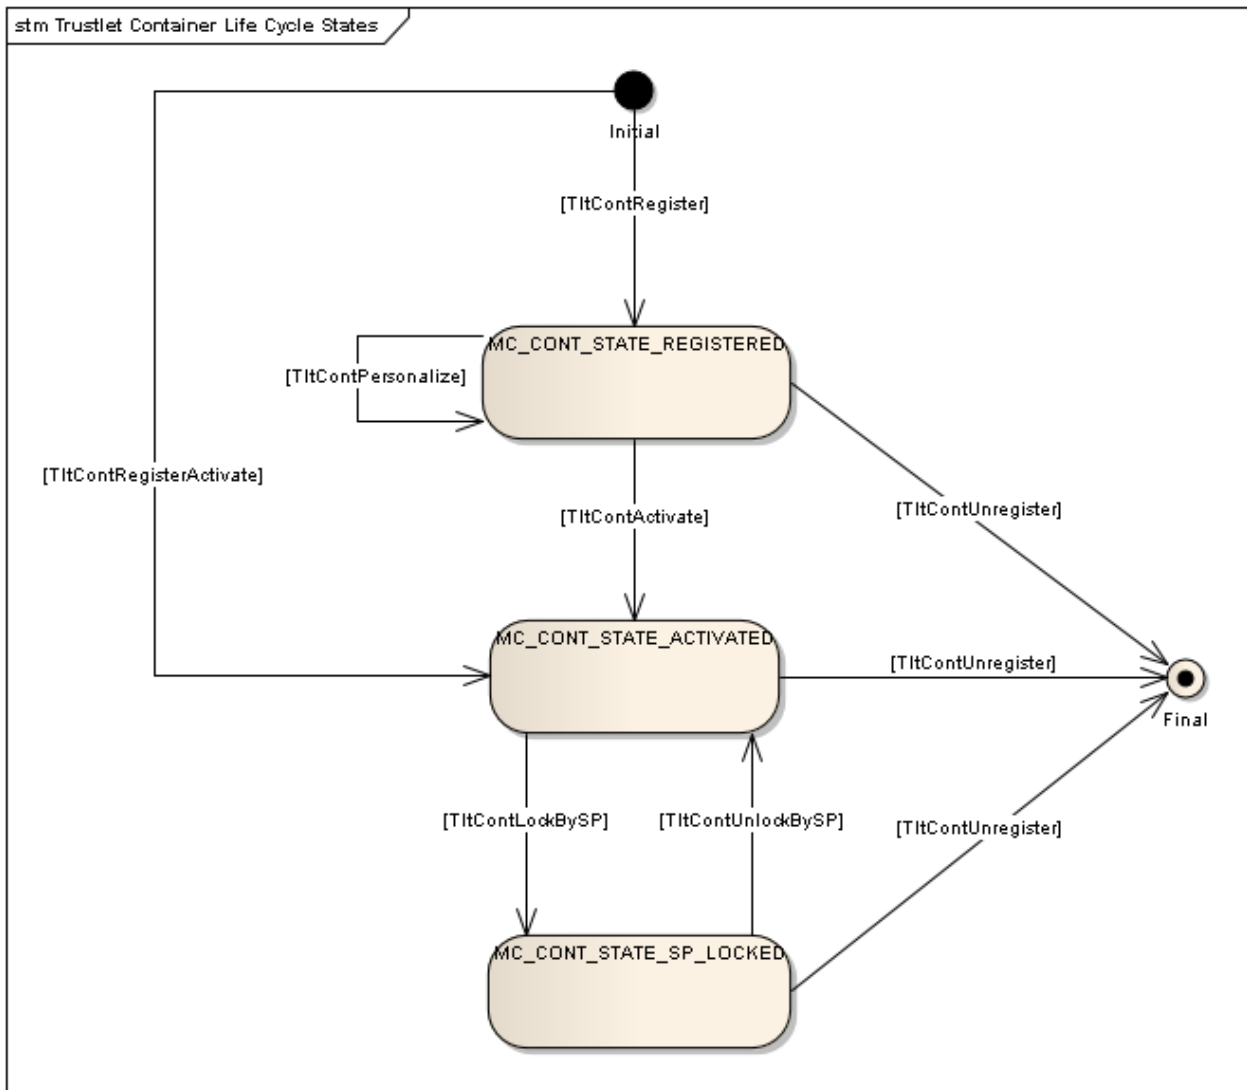 stm Trustlet Container Life Cycle States
Initial
[TltContRegister]
MC_CONT_STATE_REGISTERED
[TltContPersonalize]
[TltContRegisterActivate]
[TltContUnregister]
[TltContActivate]
MC_CONT_STATE_ACTIVATED
[TltContUnregister]
Final
[TltContLockBySP]
[TltContUnlockBySP]
[TltContUnregister]
MC_CONT_STATE_SP_LOCKED